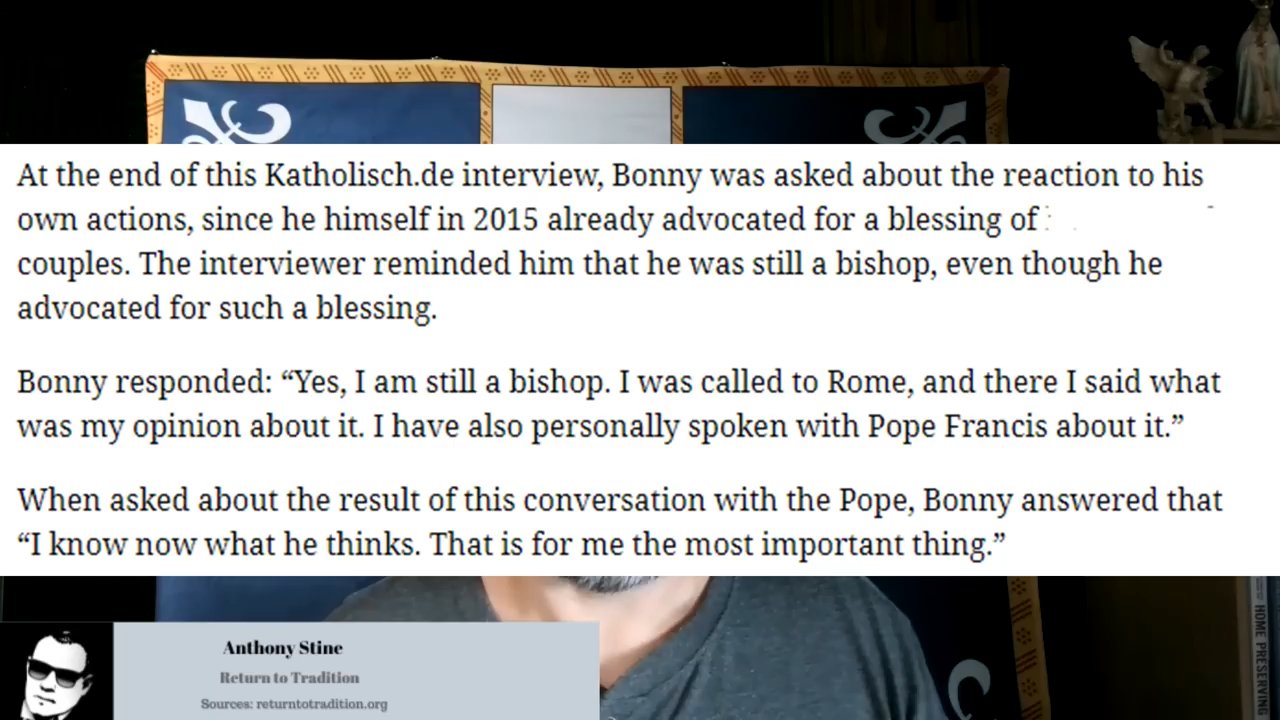 At the end of this Katholisch.de interview, Bonny was asked about the reaction to his
own actions, since he himself in 2015 already advocated for a blessing of
couples. The interviewer reminded him that he was still a bishop, even though he
advocated for such a blessing.
Bonny responded: “Yes, I am still a bishop. I was called to Rome, and there I said what
was my opinion about it. I have also personally spoken with Pope Francis about it.”
When asked about the result of this conversation with the Pope, Bonny answered that
“I know now what he thinks. That is for me the most important thing.”
Anthony Stine
Return to Tradition
Sources: returntotradition.org
HOME PRESERVING